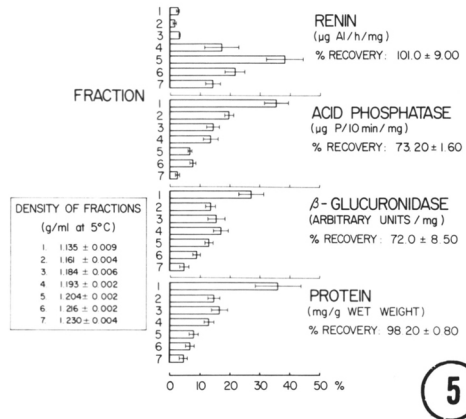 FRACTION
1
2
3
4
5
6
7
RENIN
(µg AI/h/mg)
% RECOVERY: 101.0 ± 9.00
1
2
3
4
5
6
7
ACID PHOSPHATASE
(µg P/10 min/mg)
% RECOVERY: 73.20 ± 1.60
1
2
3
4
5
6
7
β-GLUCURONIDASE
(ARBITRARY UNITS / mg)
% RECOVERY: 72.0 ± 8.50
1
2
3
4
5
6
7
PROTEIN
(mg/g WET WEIGHT)
% RECOVERY: 98.20 ± 0.80
0 10 20 30 40 50 %
DENSITY OF FRACTIONS
(g/ml at 5°C)
1. 1.135 ± 0.009
2. 1.161 ± 0.004
3. 1.184 ± 0.006
4 1.193 ± 0.002
5 1.204 ± 0.002
6 1.216 ± 0.002
7 1.230 ± 0.004
5